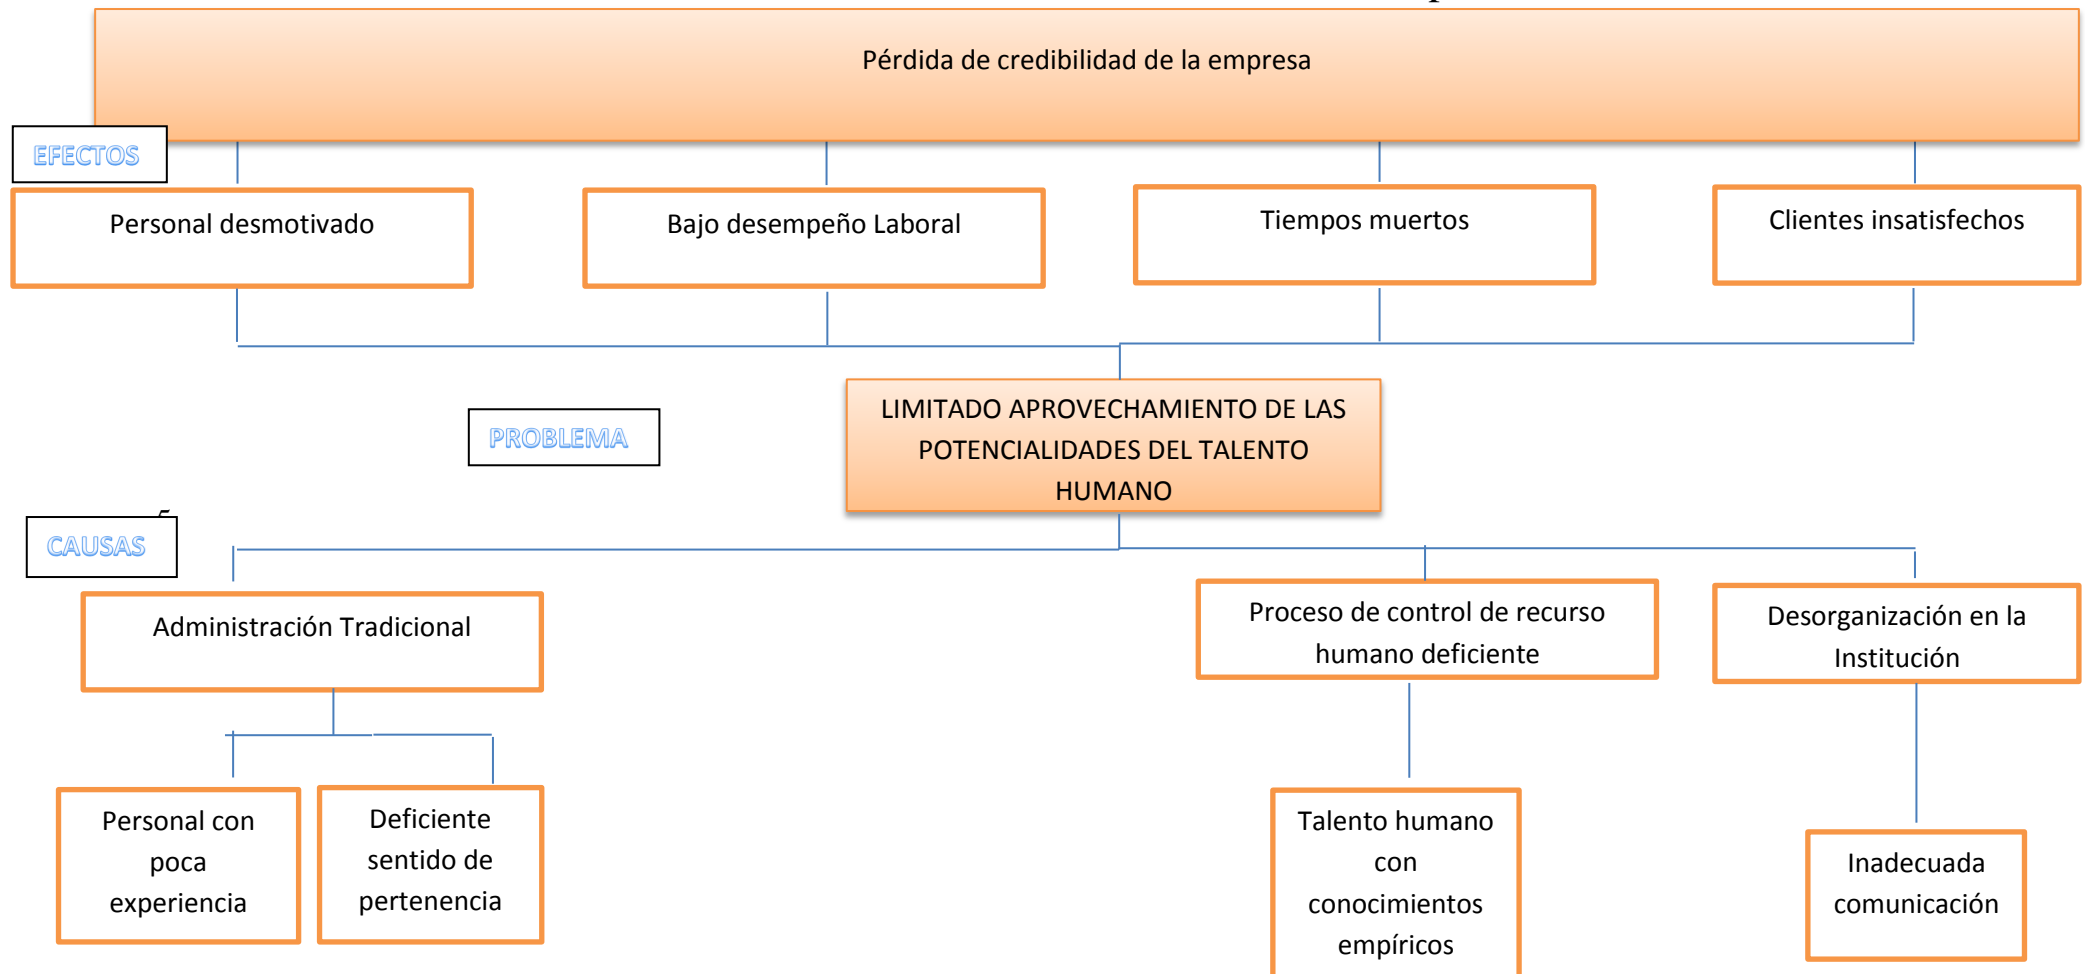 Pérdida de credibilidad de la empresa
EFECTOS
Personal desmotivado
Bajo desempeño Laboral
Tiempos muertos
Clientes insatisfechos
PROBLEMA
LIMITADO APROVECHAMIENTO DE LAS
POTENCIALIDADES DEL TALENTO
HUMANO
CAUSAS
Administración Tradicional
Proceso de control de recurso
humano deficiente
Desorganización en la
Institución
Personal con
poca
experiencia
Deficiente
sentido de
pertenencia
Talento humano
con
conocimientos
empíricos
Inadecuada
comunicación